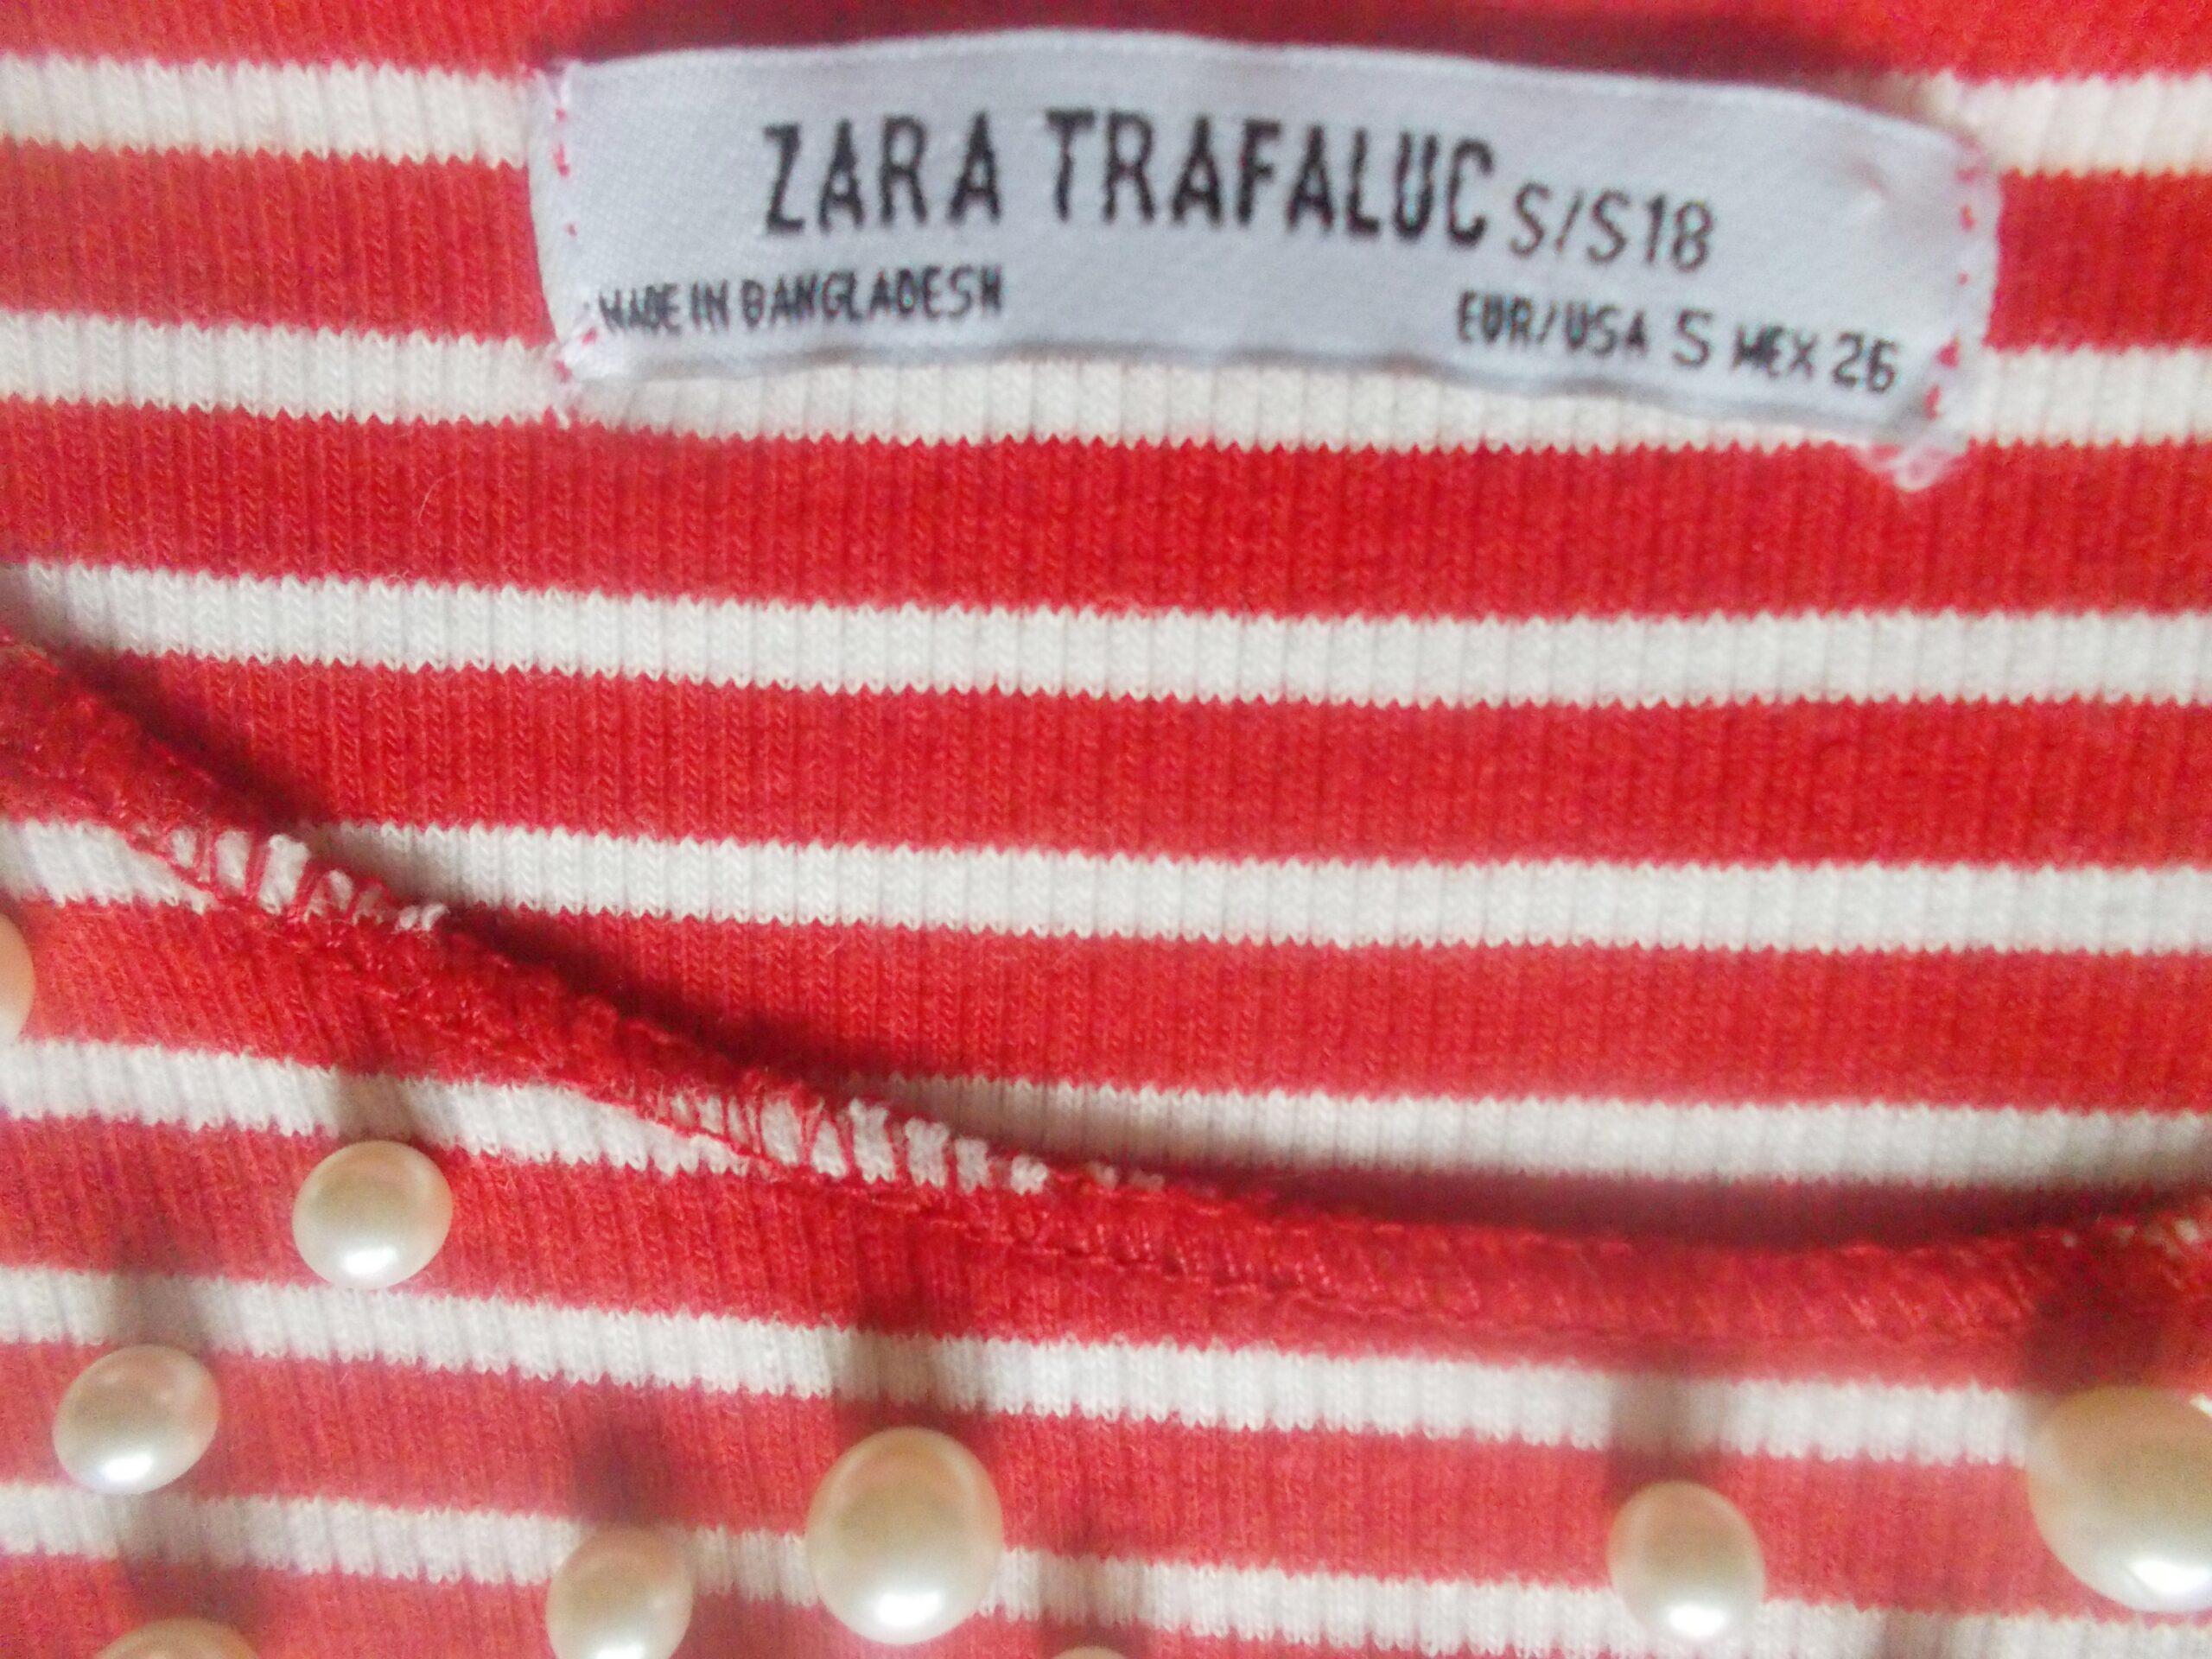 ZARA TRAFALUC S/S18
MADE IN BANGLADESH
EUR/USA S MEX 26